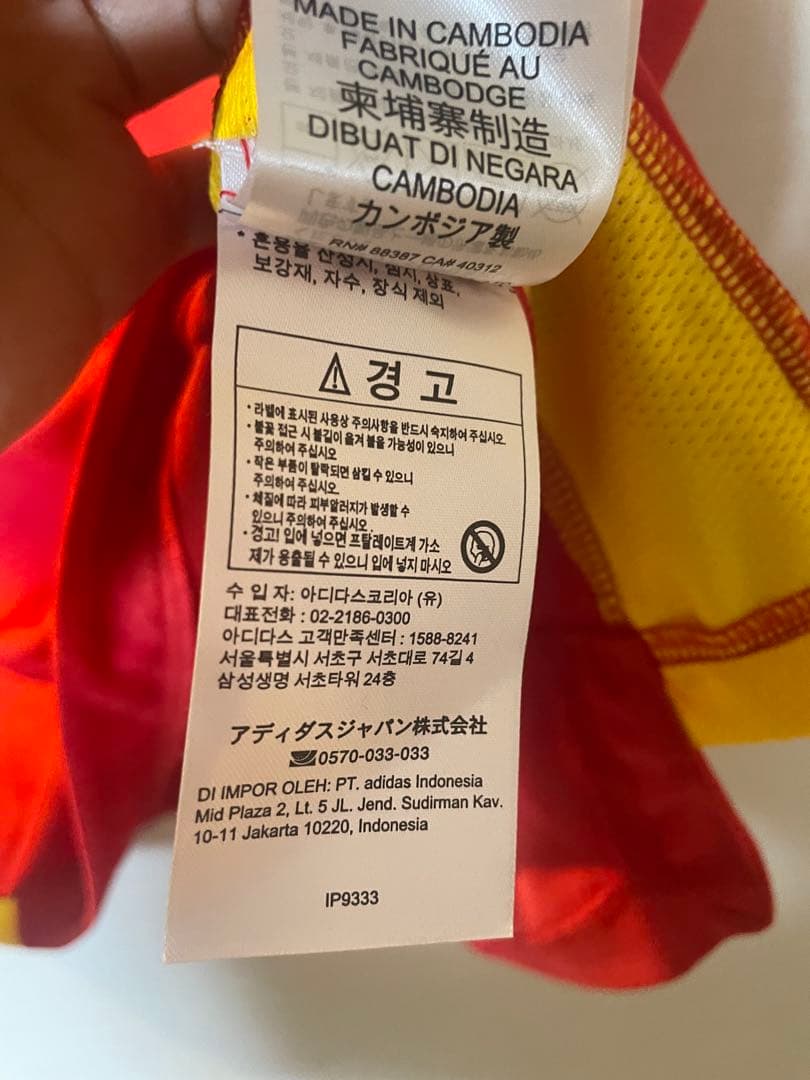 MADE IN CAMBODIA
FABRIQUÉ AU
CAMBODGE
柬埔寨制造
DIBUAT DI NEGARA
CAMBODIA
カンボジア製
RN# 88387 CA# 40312
* 혼용율 산정시, 심지, 상표,
보강재, 자수, 장식 제외
⚠ 경 고
・라벨에 표시된 사용상 주의사항을 반드시 숙지하여 주십시오.
・불꽃 접근 시 불길이 옮겨 붙을 가능성이 있으니
주의하여 주십시오
・작은 부품이 탈락되면 삼킬 수 있으니
주의하여 주십시오.
・체질에 따라 피부알러지가 발생할 수
있으니 주의하여 주십시오.
・경고! 입에 넣으면 프탈레이트계 가소
제가 용출될 수 있으니 입에 넣지 마시오
수 입 자: 아디다스코리아 (유)
대표전화 : 02-2186-0300
아디다스 고객만족센터 : 1588-8241
서울특별시 서초구 서초대로 74길 4
삼성생명 서초타워 24층
アディダスジャパン株式会社
0570-033-033
DI IMPOR OLEH: PT. adidas Indonesia
Mid Plaza 2, Lt. 5 JL. Jend. Sudirman Kav.
10-11 Jakarta 10220, Indonesia
IP9333